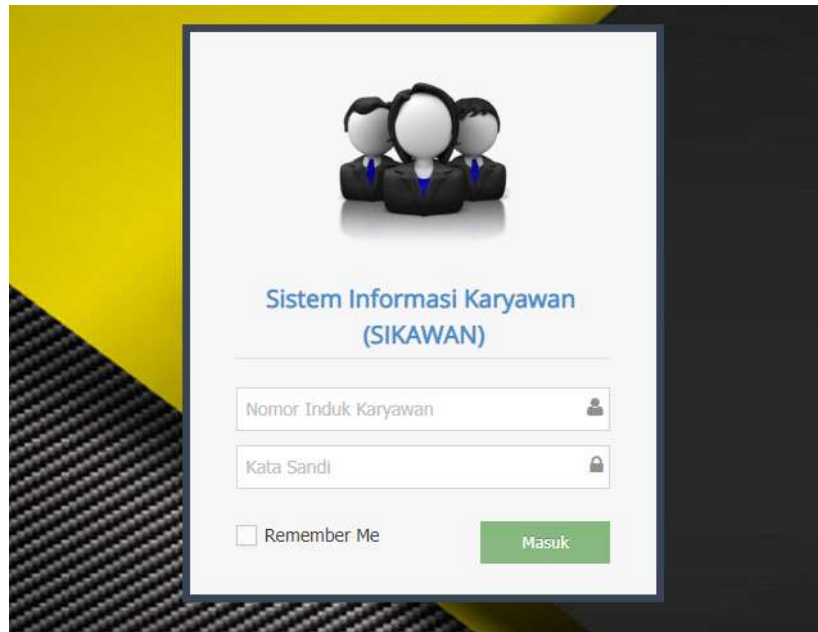 Sistem Informasi Karyawan
(SIKAWAN)
Nomor Induk Karyawan
Kata Sandi
Remember Me
Masuk